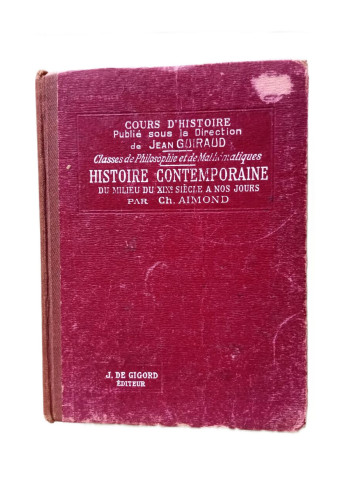 COURS D'HISTOIRE
Publié sous la Direction
de JEAN GUIRAUD
Classes de Philosophie et de Mathématiques
HISTOIRE CONTEMPORAINE
DU MILIEU DU XIXE SIÈCLE A NOS JOURS
PAR Ch. AIMOND
J. DE GIGORD
ÉDITEUR